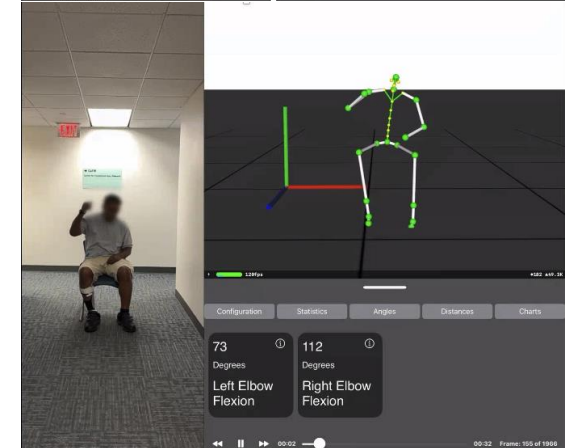 EXIT
120fps
Configuration
Statistics
Angles
Distances
Charts
73
Degrees
Left Elbow
Flexion
112
Degrees
Right Elbow
Flexion
00:02
00:32 Frame: 155 of 1966